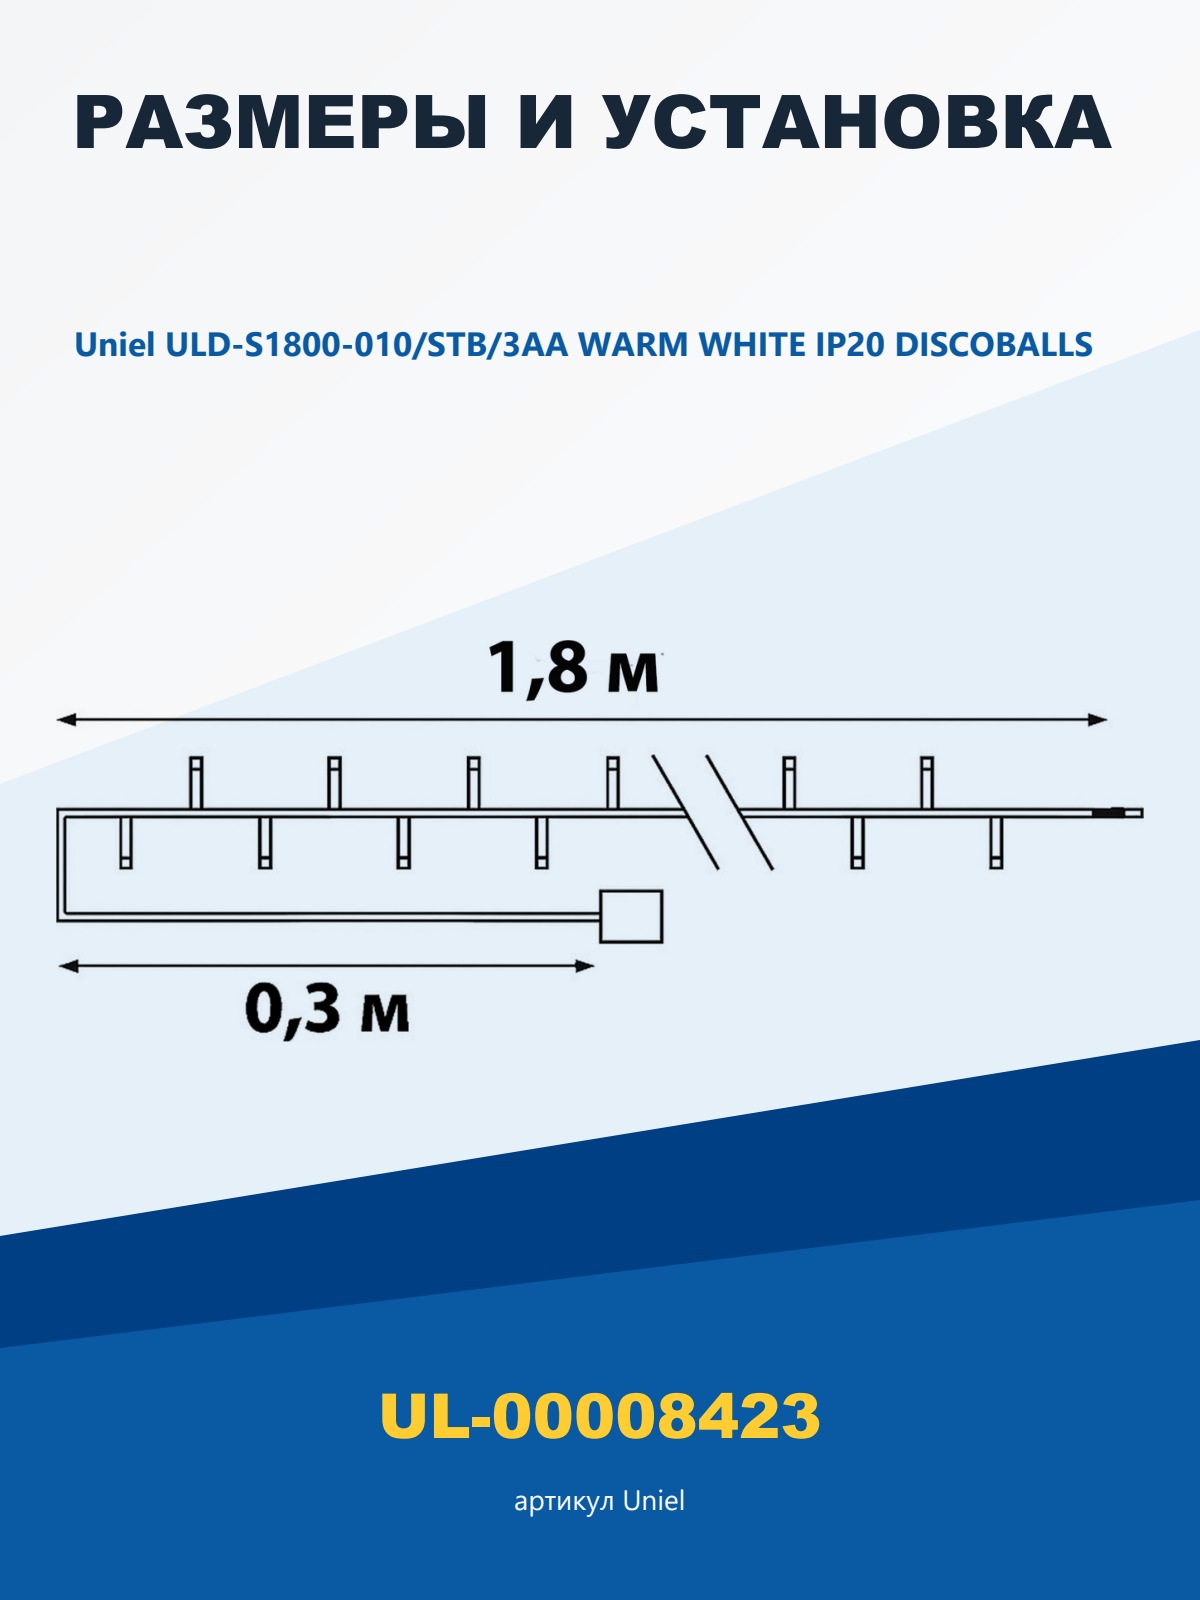 РАЗМЕРЫ И УСТАНОВКА
Uniel ULD-S1800-010/STB/3AA WARM WHITE IP20 DISCOBALLS
1,8 м
0,3 м
UL-00008423
артикул Uniel